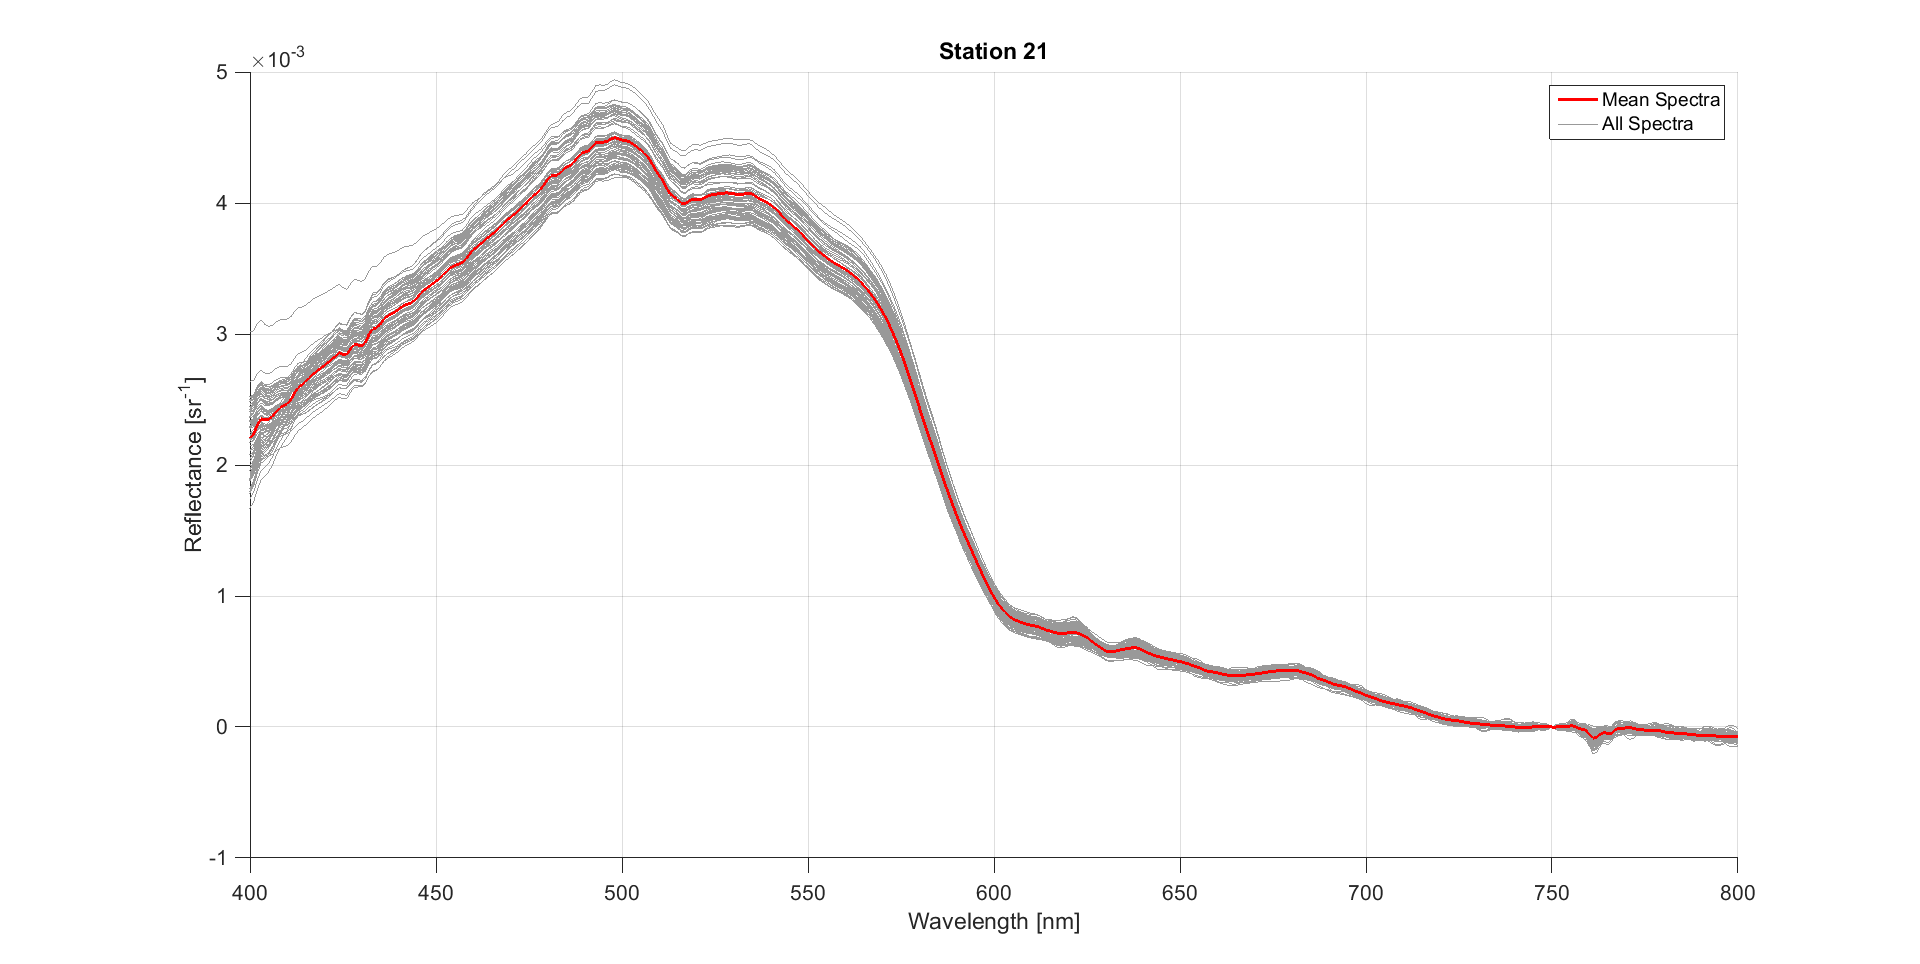 Station 21
×10-3
Mean Spectra
All Spectra
5
4
3
2
1
0
-1
Reflectance [sr-1]
400 450 500 550 600 650 700 750 800
Wavelength [nm]